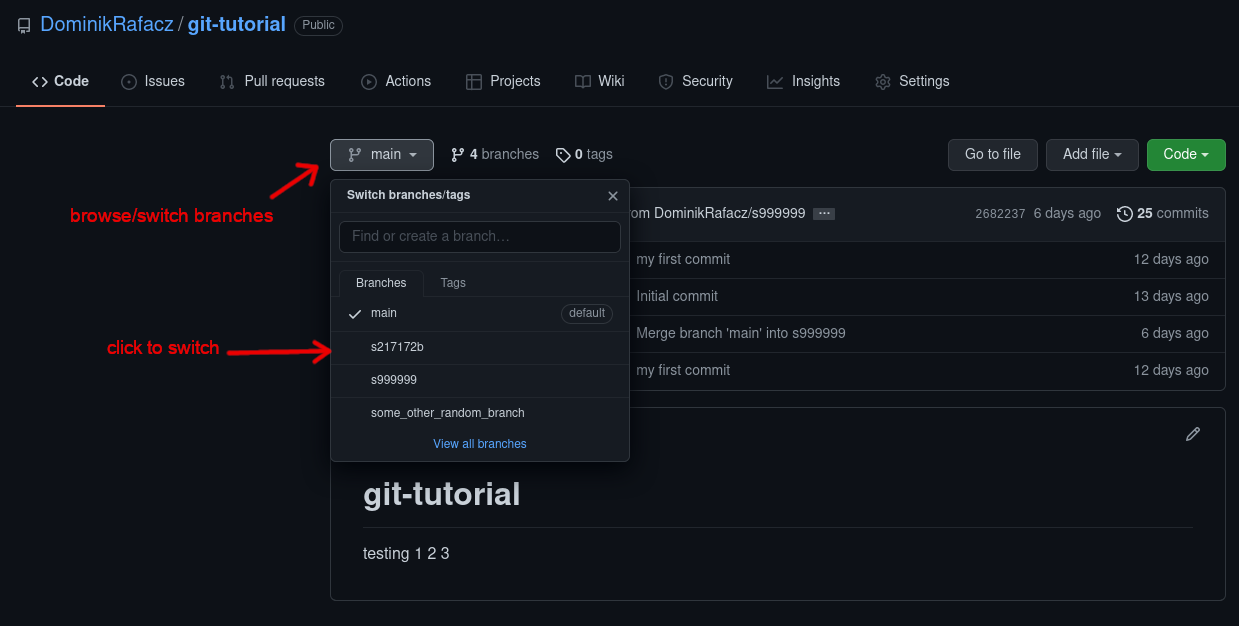 DominikRafacz / git-tutorial Public
Code Issues Pull requests Actions Projects Wiki Security Insights Settings
main 4 branches 0 tags Go to file Add file Code
browse/switch branches
Switch branches/tags
Find or create a branch…
Branches Tags
main default
click to switch
s217172b
s999999
some_other_random_branch
View all branches
om DominikRafacz/s999999 ··· 2682237 6 days ago 25 commits
my first commit 12 days ago
Initial commit 13 days ago
Merge branch 'main' into s999999 6 days ago
my first commit 12 days ago
git-tutorial
testing 1 2 3